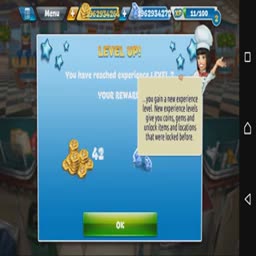 Menu
11/100
LEVEL UP!
You have reached experience LEVEL
YOUR REWARD
...you gain a new experience
level. New experience levels
give you coins, gems and
unlock items and locations
that were locked before.
42
OK